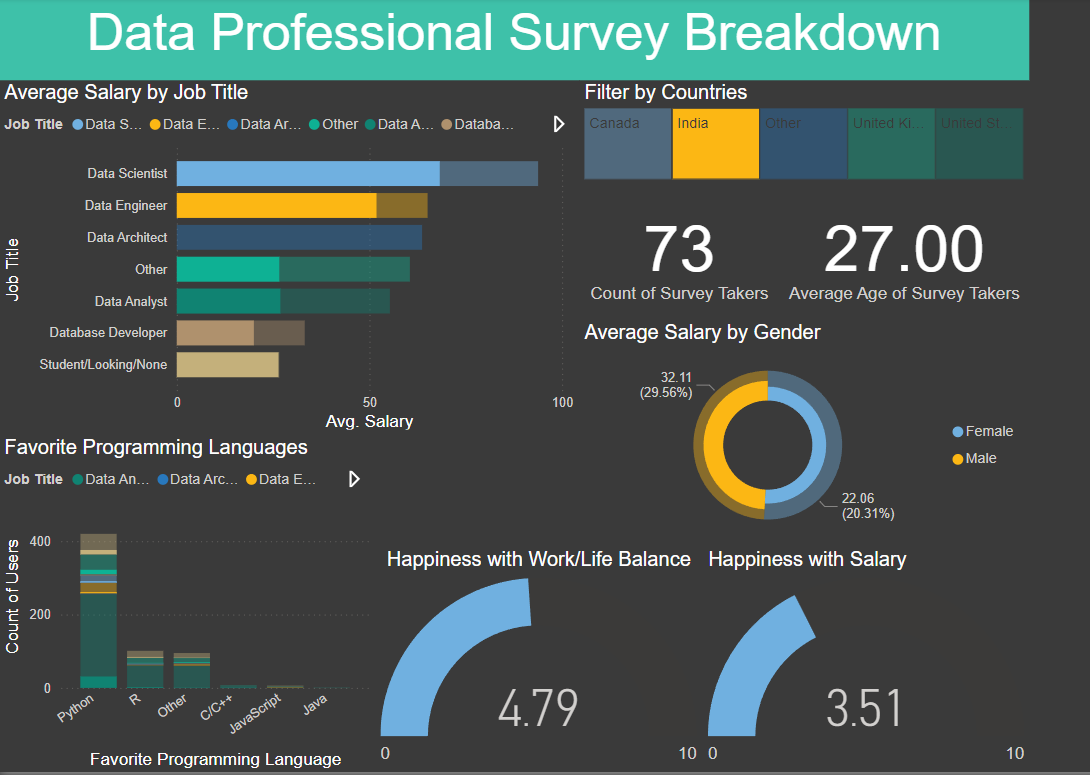 Data Professional Survey Breakdown
Average Salary by Job Title
Job Title Data S... Data E... Data Ar... Other Data A... Databa...
Job Title
Data Scientist
Data Engineer
Data Architect
Other
Data Analyst
Database Developer
Student/Looking/None
0 50 100
Avg. Salary
Filter by Countries
Canada India Other United Ki... United St...
73
Count of Survey Takers
27.00
Average Age of Survey Takers
Average Salary by Gender
32.11
(29.56%)
22.06
(20.31%)
Female
Male
Favorite Programming Languages
Job Title Data An... Data Arc... Data E...
Count of Users
400
200
0
Python R Other C/C++ JavaScript Java
Favorite Programming Language
Happiness with Work/Life Balance
4.79
0 10
Happiness with Salary
3.51
0 10